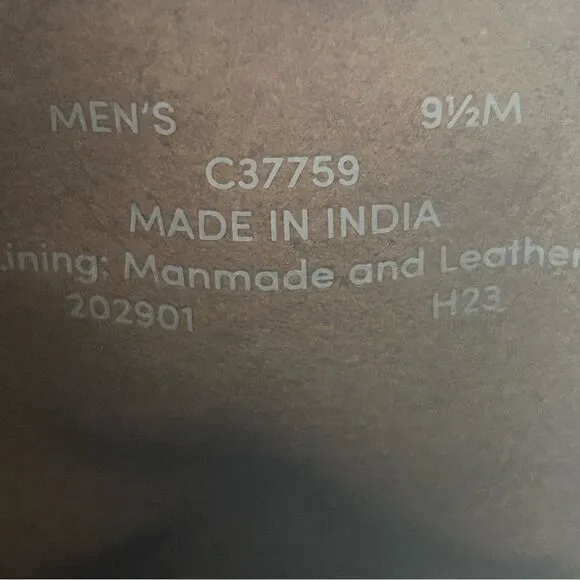 MEN'S 9½M
C37759
MADE IN INDIA
Lining: Manmade and Leather
202901 H23